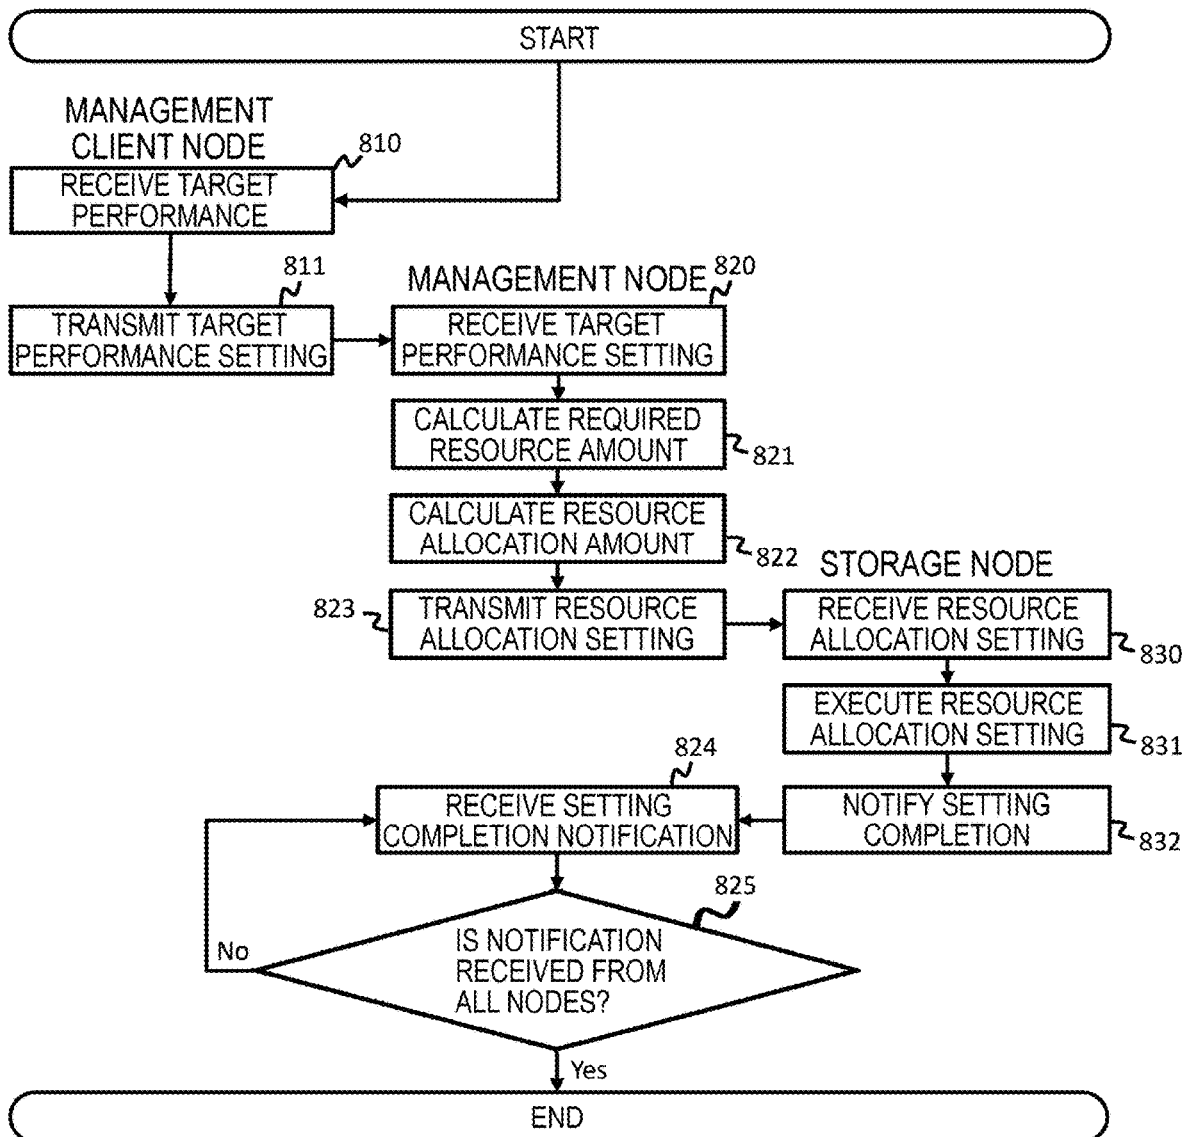 START
MANAGEMENT
CLIENT NODE
810
RECEIVE TARGET
PERFORMANCE
811
TRANSMIT TARGET
PERFORMANCE SETTING
MANAGEMENT NODE
820
RECEIVE TARGET
PERFORMANCE SETTING
CALCULATE REQUIRED
RESOURCE AMOUNT
821
CALCULATE RESOURCE
ALLOCATION AMOUNT
822
823
TRANSMIT RESOURCE
ALLOCATION SETTING
STORAGE NODE
RECEIVE RESOURCE
ALLOCATION SETTING
830
EXECUTE RESOURCE
ALLOCATION SETTING
831
NOTIFY SETTING
COMPLETION
832
824
RECEIVE SETTING
COMPLETION NOTIFICATION
825
IS NOTIFICATION
RECEIVED FROM
ALL NODES?
No
Yes
END